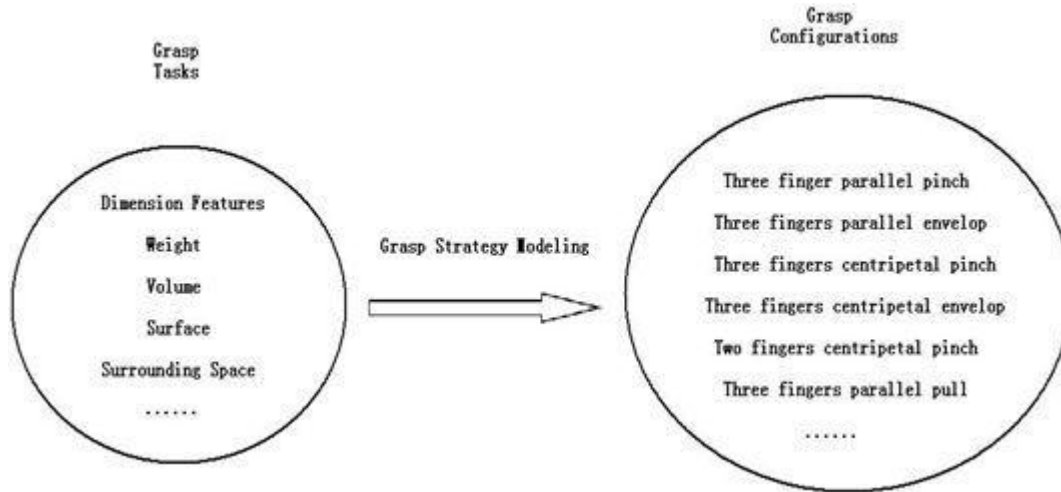 Grasp
Tasks
Dimension Features
Weight
Volume
Surface
Surrounding Space
......
Grasp Strategy Modeling
Grasp
Configurations
Three finger parallel pinch
Three fingers parallel envelop
Three fingers centripetal pinch
Three fingers centripetal envelop
Two fingers centripetal pinch
Three fingers parallel pull
......